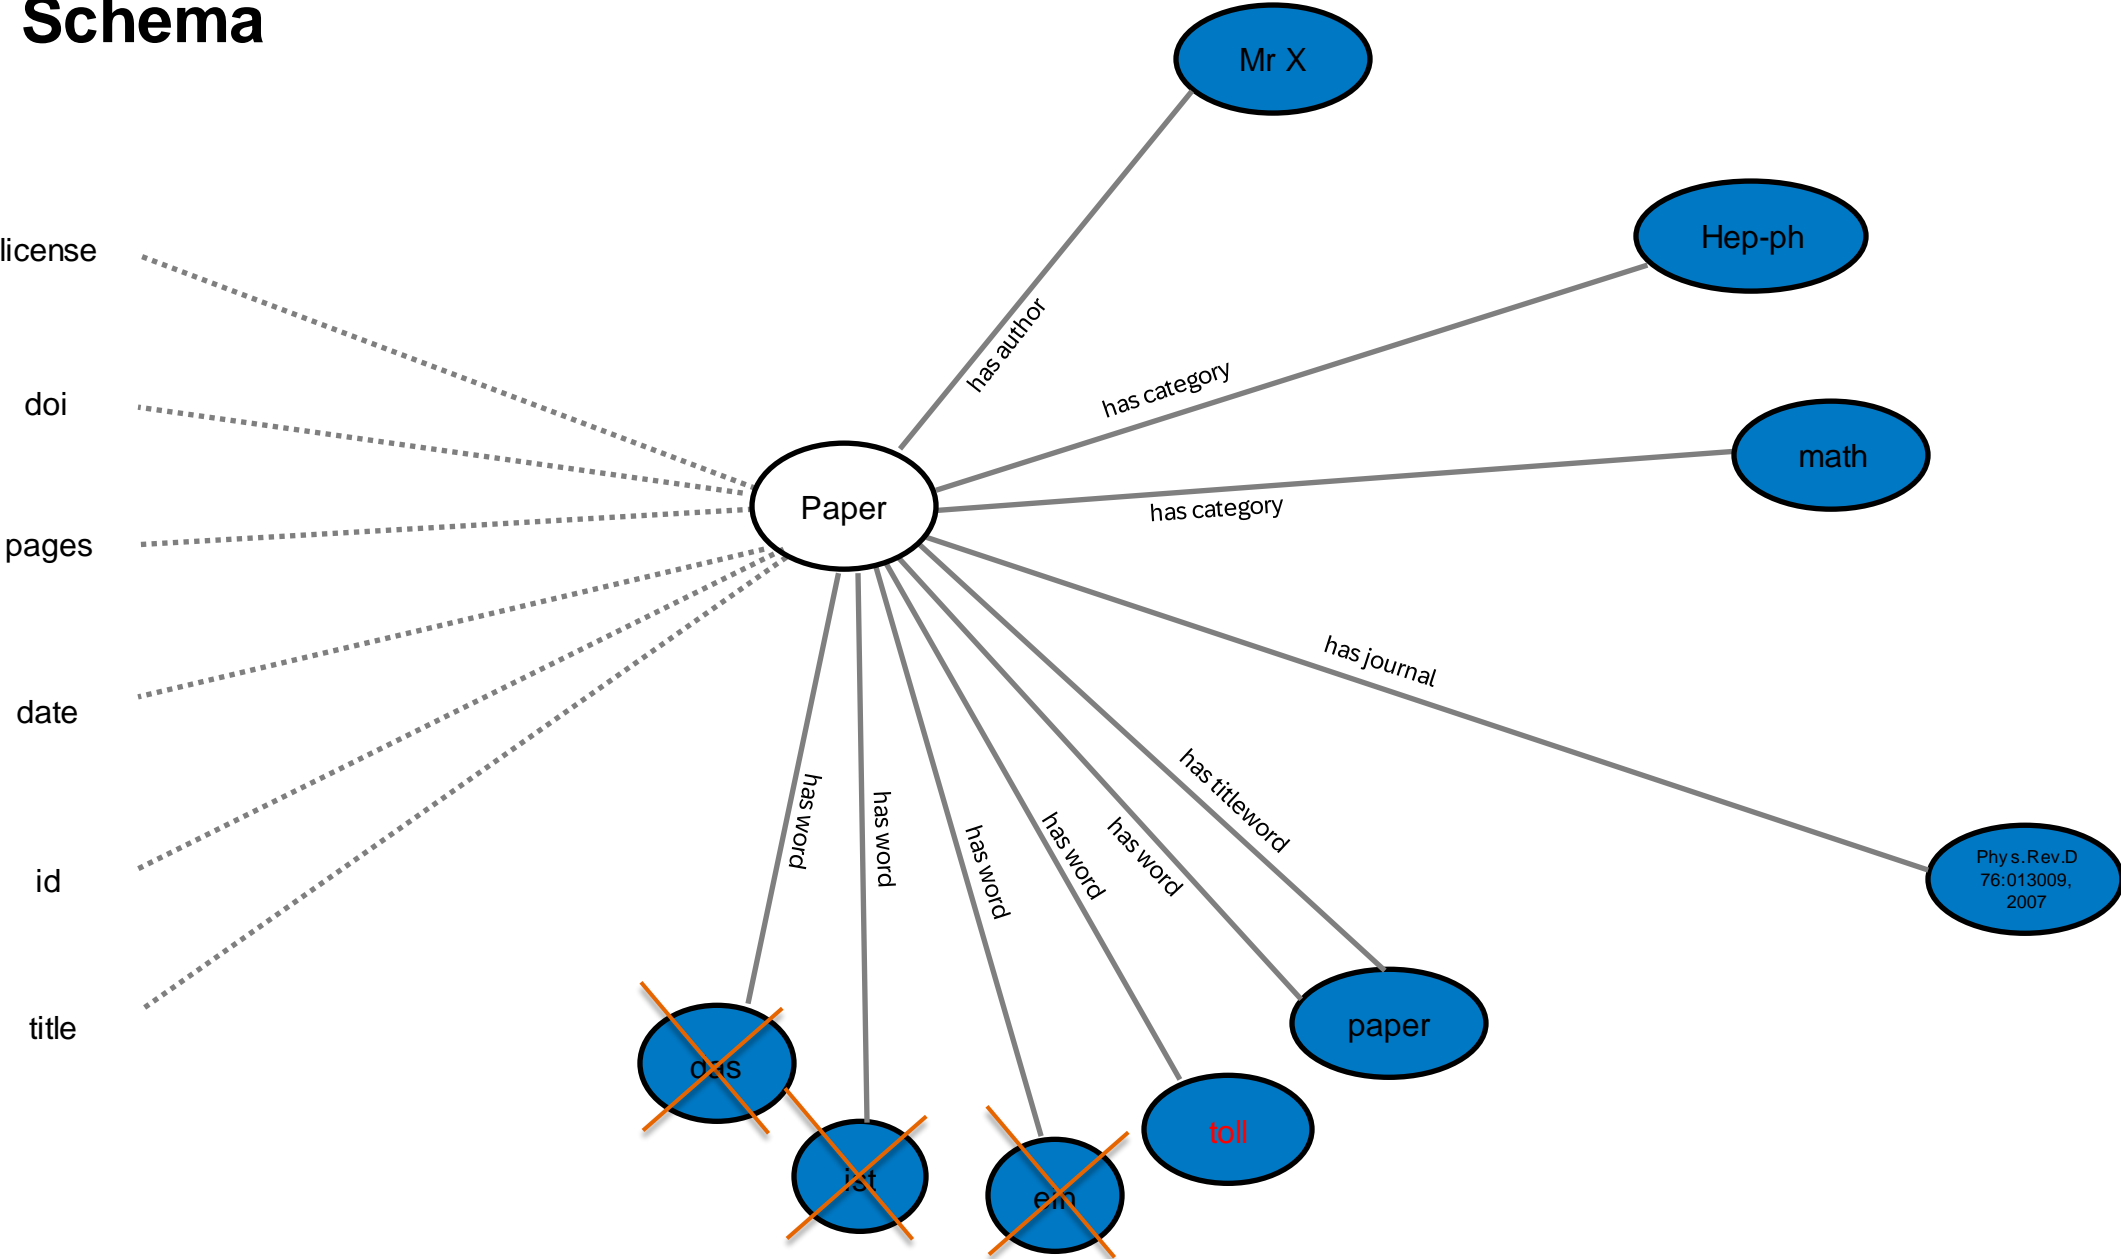 Schema
Mr X
Hep-ph
license
has author
has category
doi
math
Paper
has category
pages
has journal
date
has titleword
has word
has word
has word
has word
has word
Phys.Rev.D
76:013009,
2007
id
paper
title
das
toll
ist
ein